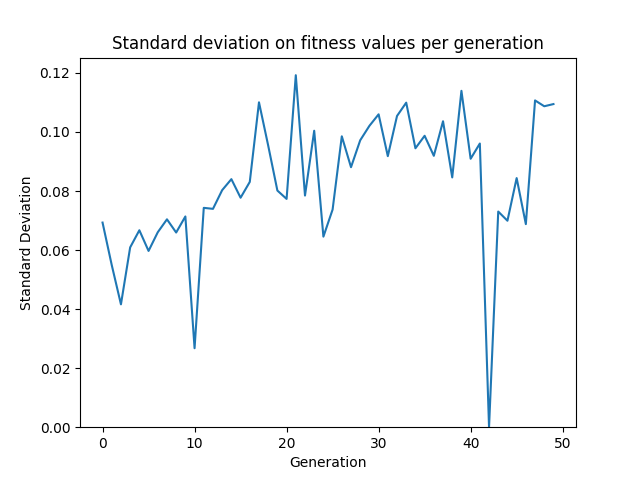 Standard deviation on fitness values per generation
0.12
0.10
0.08
0.06
0.04
0.02
0.00
Standard Deviation
0 10 20 30 40 50
Generation